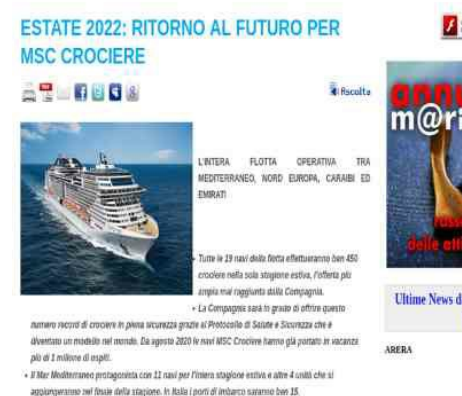 ESTATE 2022: RITORNO AL FUTURO PER
MSC CROCIERE
Ascolta
L'INTERA FLOTTA OPERATIVA TRA
MEDITERRANEO, NORD EUROPA, CARAIBI ED
EMIRATI
Tutte le 19 navi della flotta effettueranno ben 450
crociere nella sola stagione estiva, l'offerta più
ampia mai raggiunta dalla Compagnia.
• La Compagnia sarà in grado di offrire questo
numero record di crociere in piena sicurezza grazie al Protocollo di Salute e Sicurezza che è
diventato un modello nel mondo. Da agosto 2020 le navi MSC Crociere hanno già portato in vacanza
più di 1 milione di ospiti.
• Il Mar Mediterraneo protagonista con 11 navi per l'intera stagione estiva e altre 4 unità che si
aggiungeranno nel finale della stagione. In Italia i porti di imbarco saranno ben 15.
m@ri
delle att
Ultime News d
ARERA